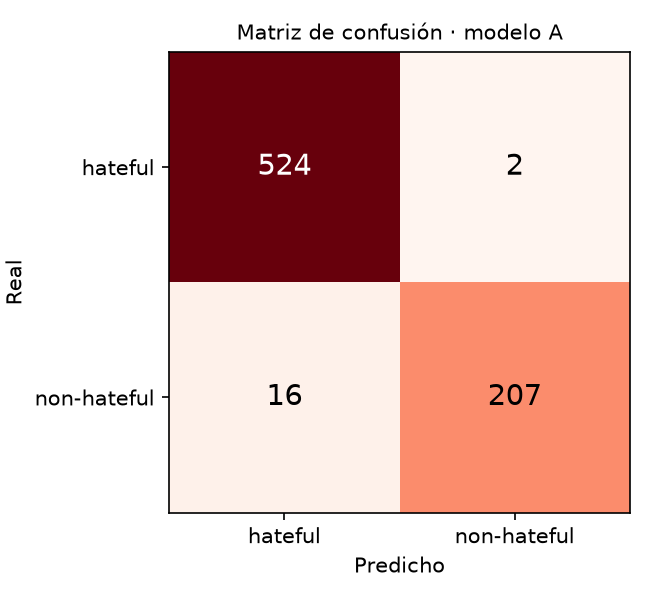 Matriz de confusión · modelo A
hateful
524
2
Real
non-hateful
16
207
hateful
non-hateful
Predicho